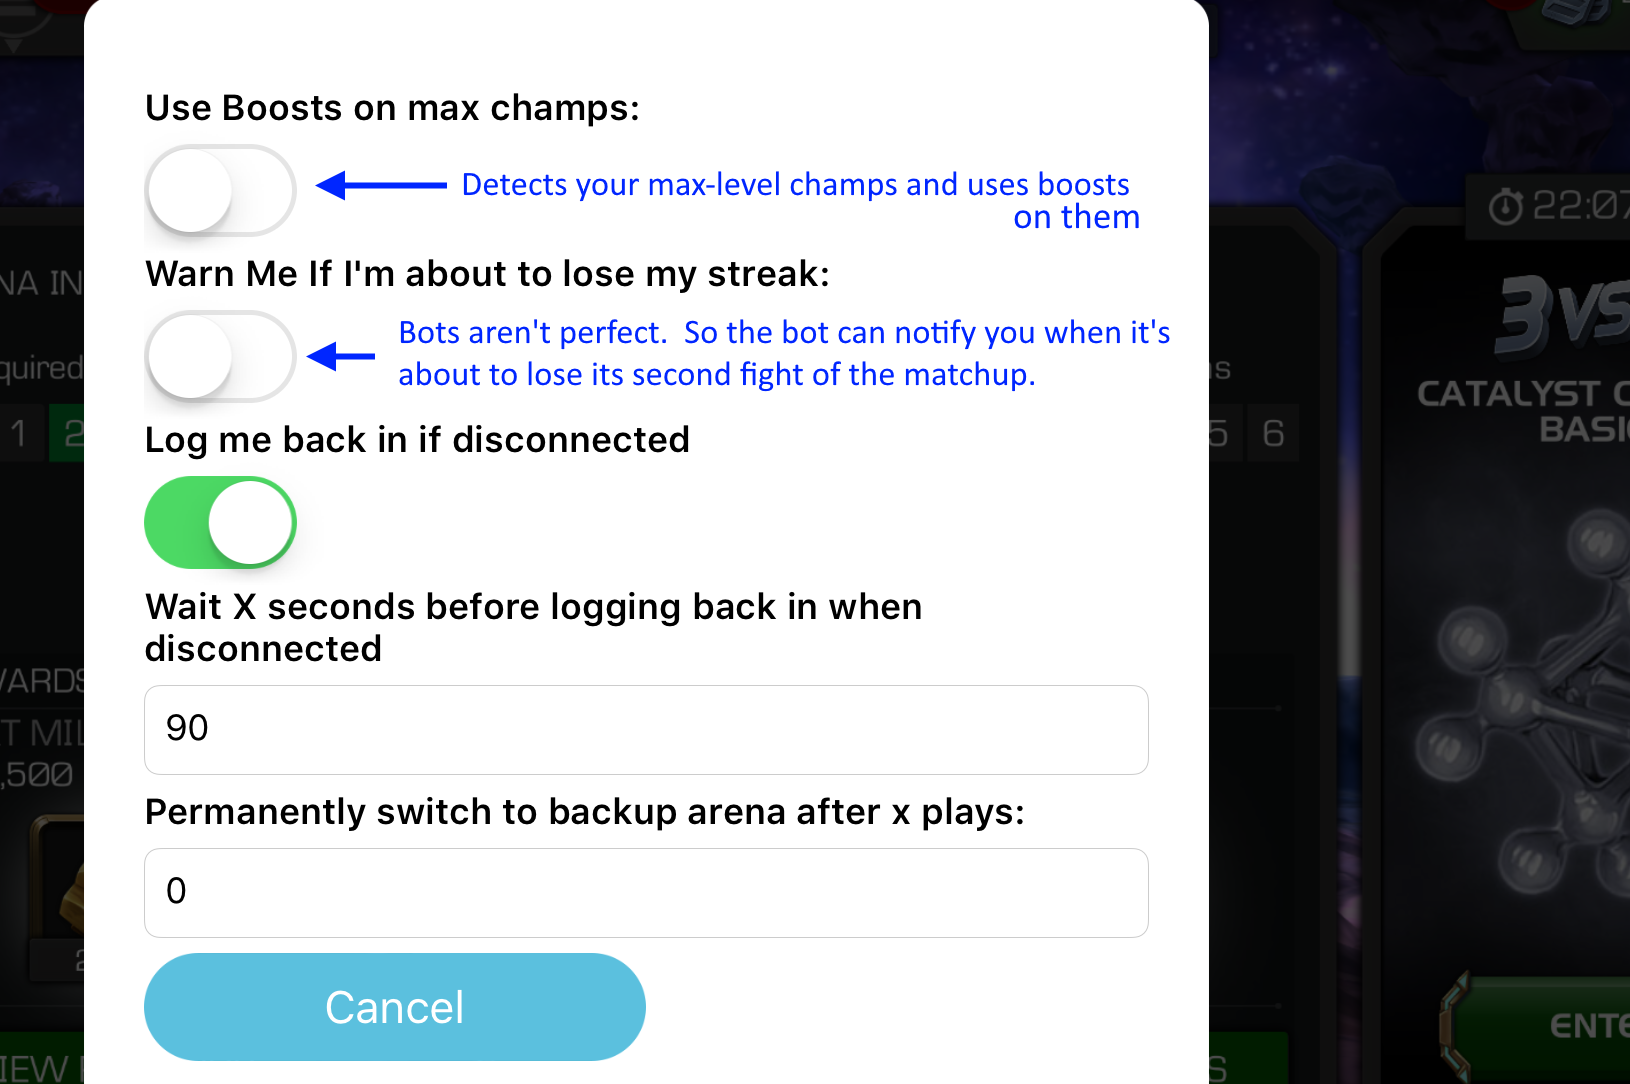 Use Boosts on max champs:
Detects your max-level champs and uses boosts
on them
22:07
Warn Me If I'm about to lose my streak:
NA IN
Bots aren't perfect. So the bot can notify you when it's
about to lose its second fight of the matchup.
3 VS
quired
CATALYST C
BASI
1 2
5 6
Log me back in if disconnected
Wait X seconds before logging back in when
disconnected
VARDS
T MIL
90
,500
Permanently switch to backup arena after x plays:
0
2
Cancel
ENTE
IEW
S